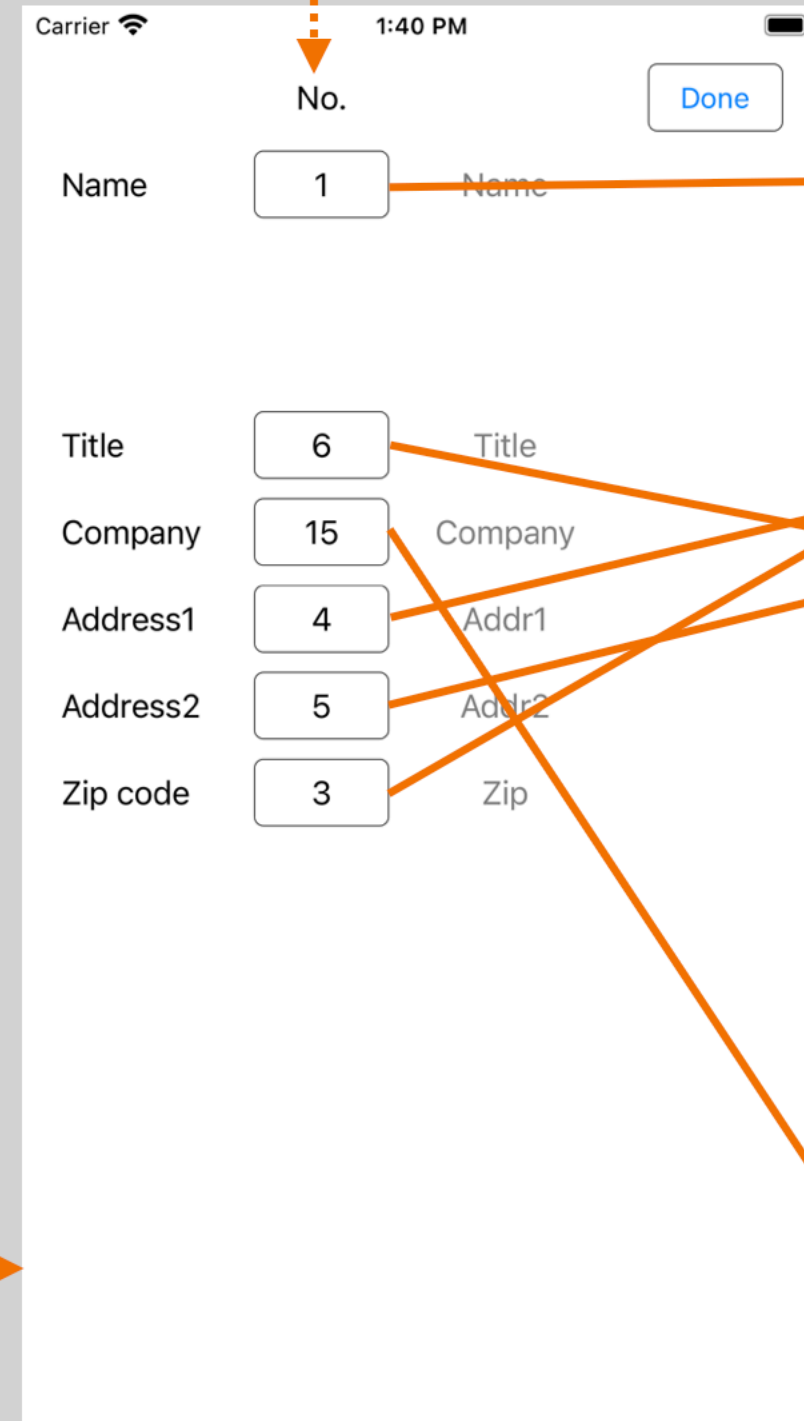 Carrier 1:40 PM
No. Done
Name 1 Name
Title 6 Title
Company 15 Company
Address1 4 Addr1
Address2 5 Addr2
Zip code 3 Zip